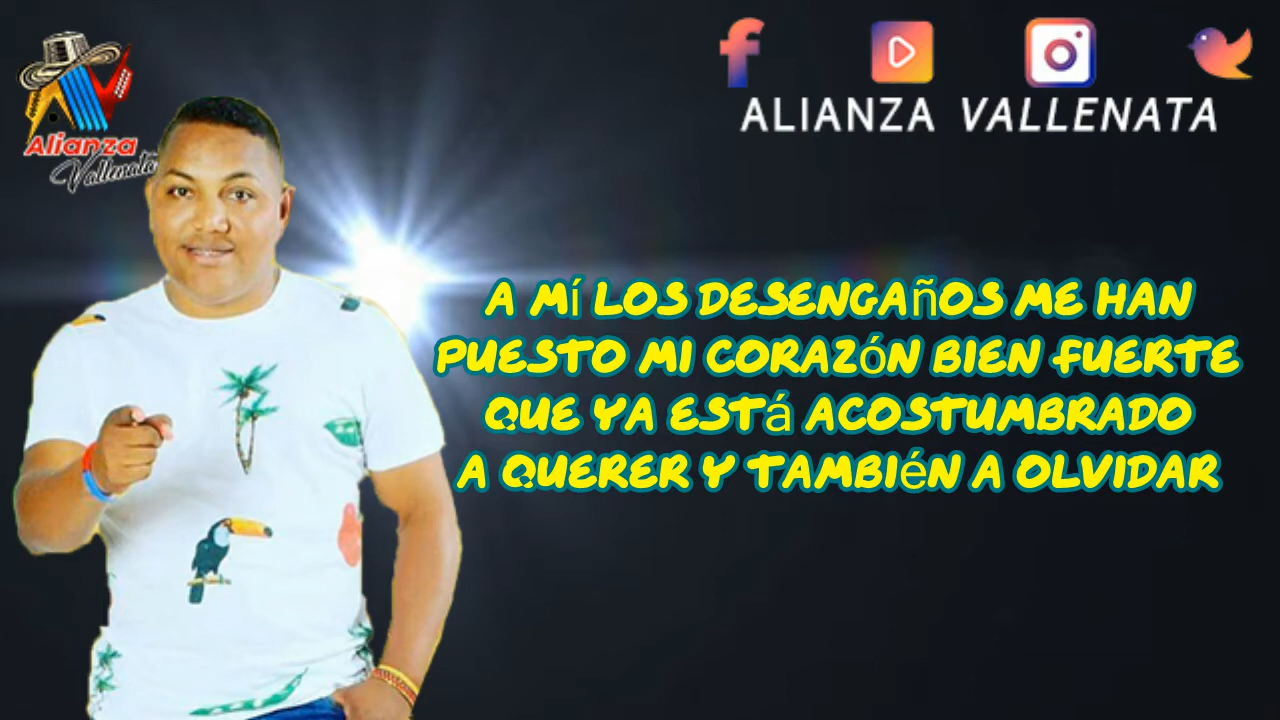 Alianza
Vallenata
ALIANZA VALLENATA
A MÍ LOS DESENGAÑOS ME HAN
PUESTO MI CORAZÓN BIEN FUERTE
QUE YA ESTÁ ACOSTUMBRADO
A QUERER Y TAMBIÉN A OLVIDAR